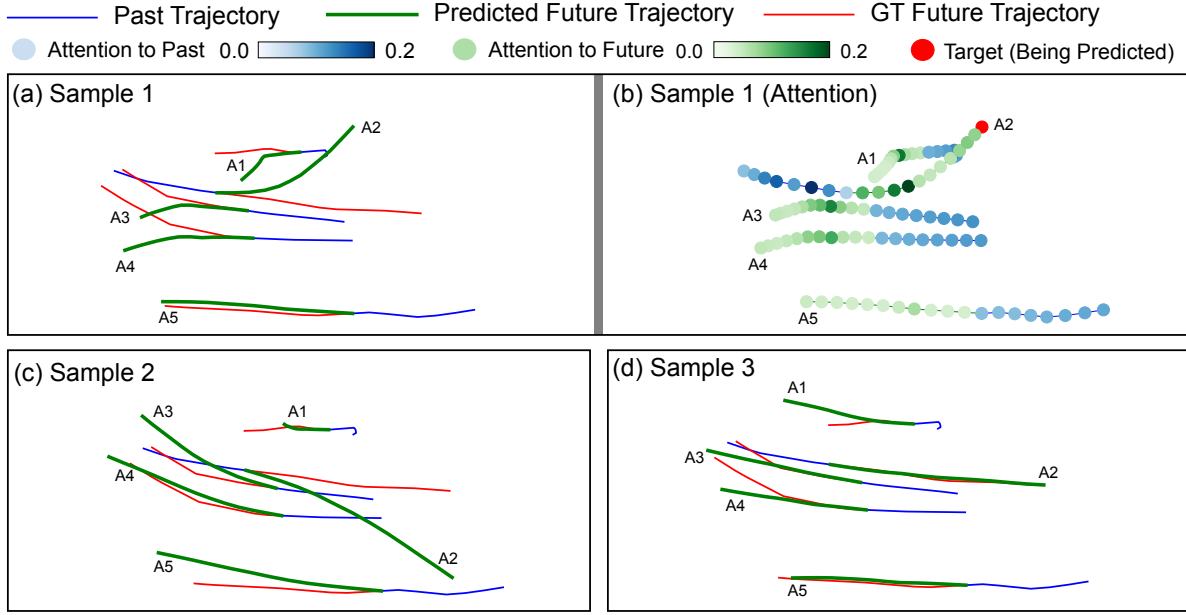 Past Trajectory Predicted Future Trajectory GT Future Trajectory
Attention to Past 0.0 0.2 Attention to Future 0.0 0.2 Target (Being Predicted)
(a) Sample 1
A2
A1
A3
A4
A5
(b) Sample 1 (Attention)
A2
A1
A3
A4
A5
(c) Sample 2
A3
A1
A4
A2
A5
(d) Sample 3
A1
A3
A2
A4
A5